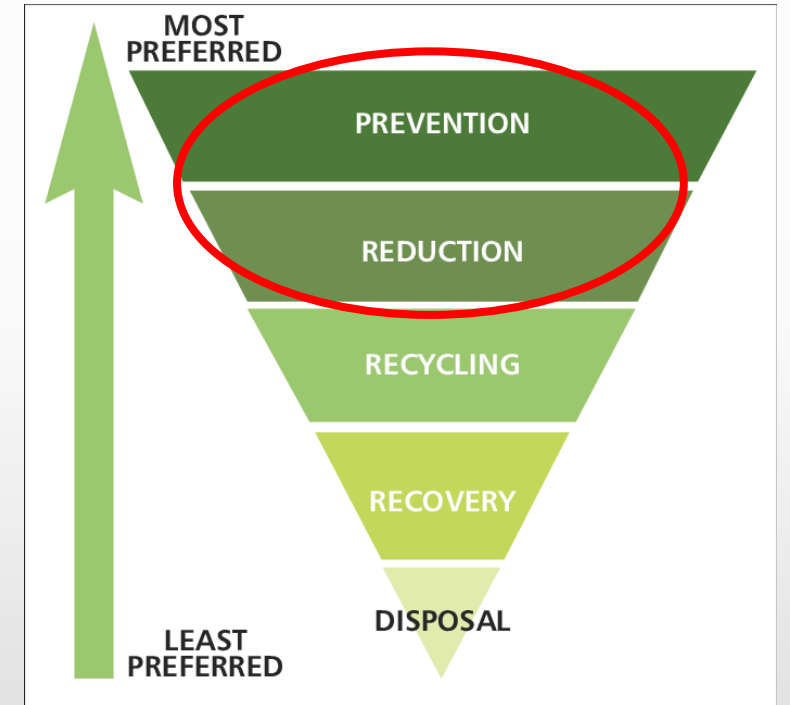 MOST
PREFERRED
PREVENTION
REDUCTION
RECYCLING
RECOVERY
DISPOSAL
LEAST
PREFERRED